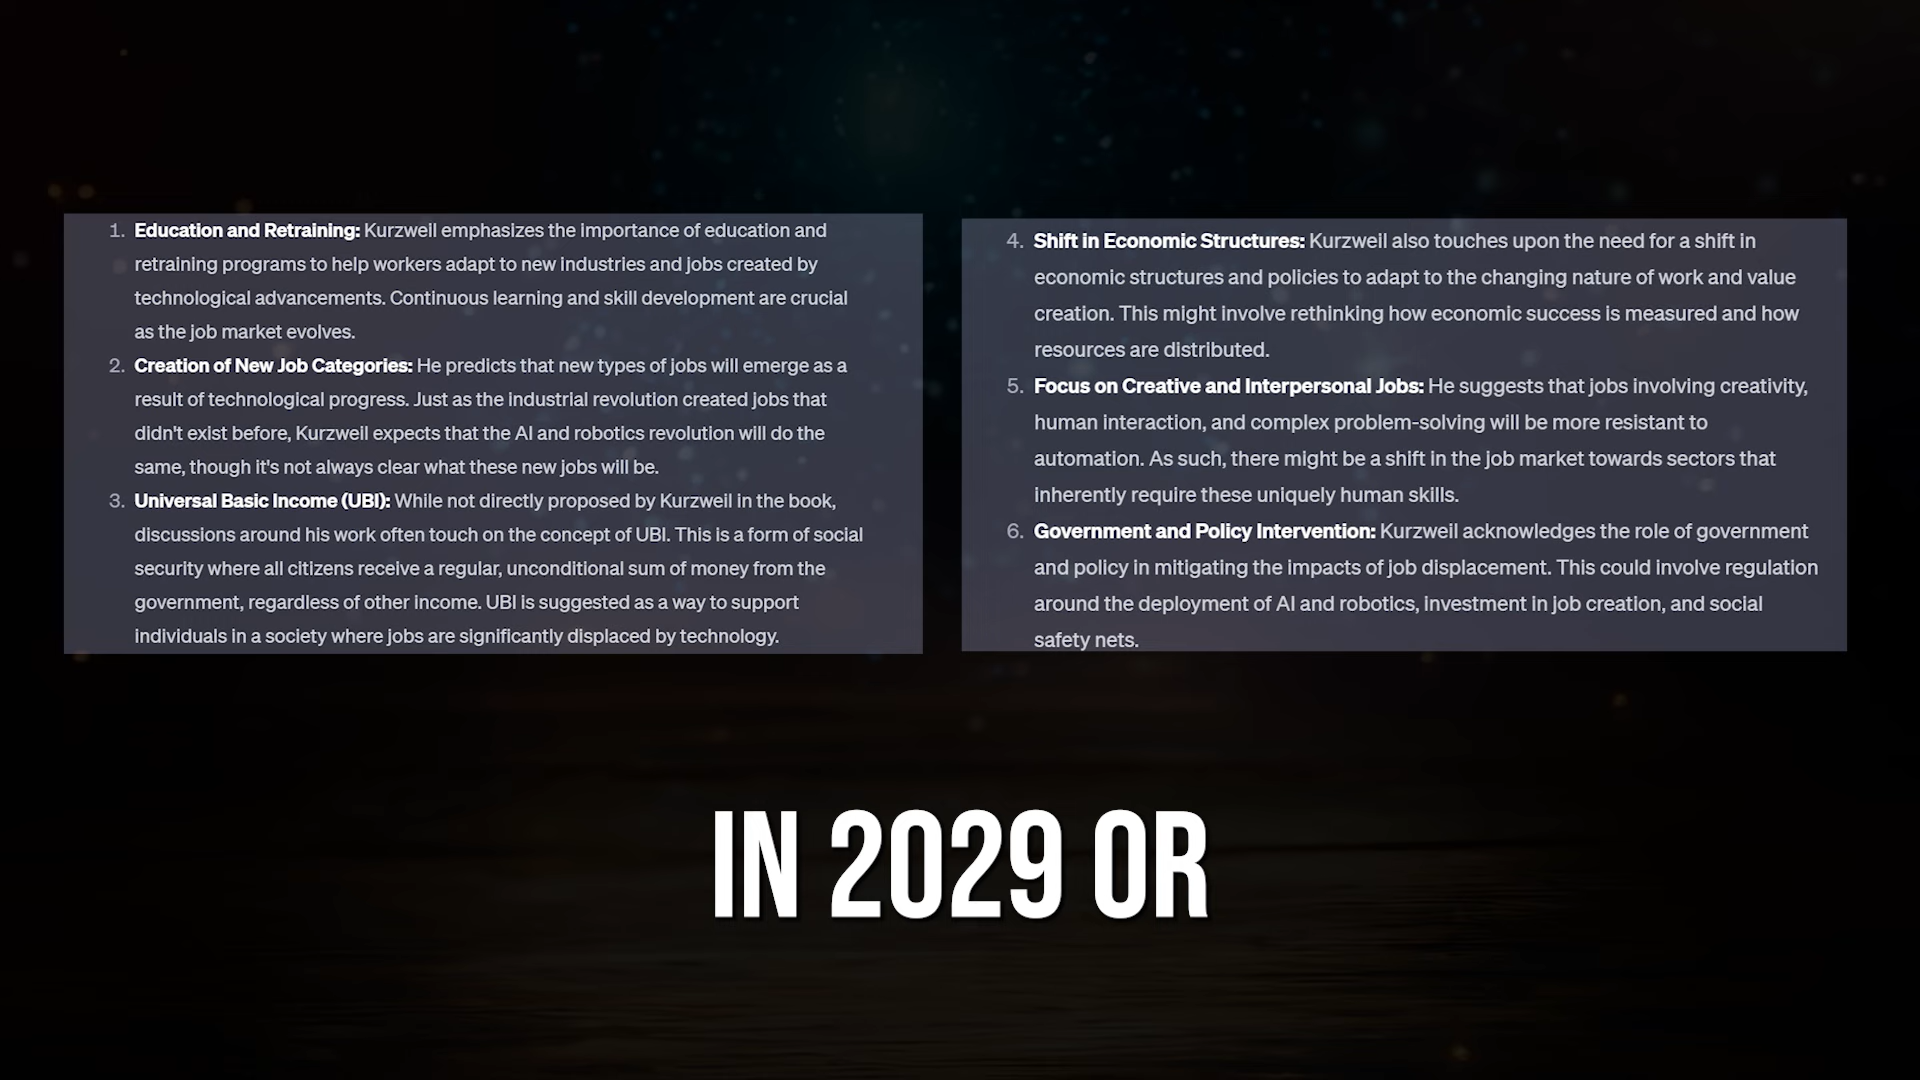 1. Education and Retraining: Kurzweil emphasizes the importance of education and
retraining programs to help workers adapt to new industries and jobs created by
technological advancements. Continuous learning and skill development are crucial
as the job market evolves.
2. Creation of New Job Categories: He predicts that new types of jobs will emerge as a
result of technological progress. Just as the industrial revolution created jobs that
didn't exist before, Kurzweil expects that the AI and robotics revolution will do the
same, though it's not always clear what these new jobs will be.
3. Universal Basic Income (UBI): While not directly proposed by Kurzweil in the book,
discussions around his work often touch on the concept of UBI. This is a form of social
security where all citizens receive a regular, unconditional sum of money from the
government, regardless of other income. UBI is suggested as a way to support
individuals in a society where jobs are significantly displaced by technology.
4. Shift in Economic Structures: Kurzweil also touches upon the need for a shift in
economic structures and policies to adapt to the changing nature of work and value
creation. This might involve rethinking how economic success is measured and how
resources are distributed.
5. Focus on Creative and Interpersonal Jobs: He suggests that jobs involving creativity,
human interaction, and complex problem-solving will be more resistant to
automation. As such, there might be a shift in the job market towards sectors that
inherently require these uniquely human skills.
6. Government and Policy Intervention: Kurzweil acknowledges the role of government
and policy in mitigating the impacts of job displacement. This could involve regulation
around the deployment of AI and robotics, investment in job creation, and social
safety nets.
IN 2029 OR